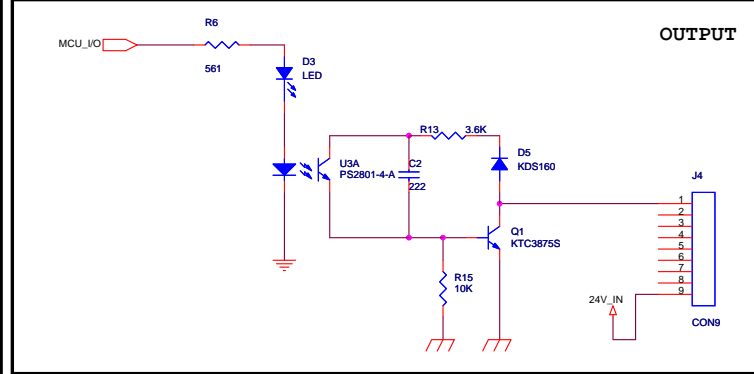 R6
OUTPUT
MCU_I/O
D3
LED
561
R13 3.6K
D5
KDS160
U3A
PS2801-4-A
C2
222
J4
1
2
3
4
5
6
7
8
9
Q1
KTC3875S
R15
10K
24V_IN
CON9